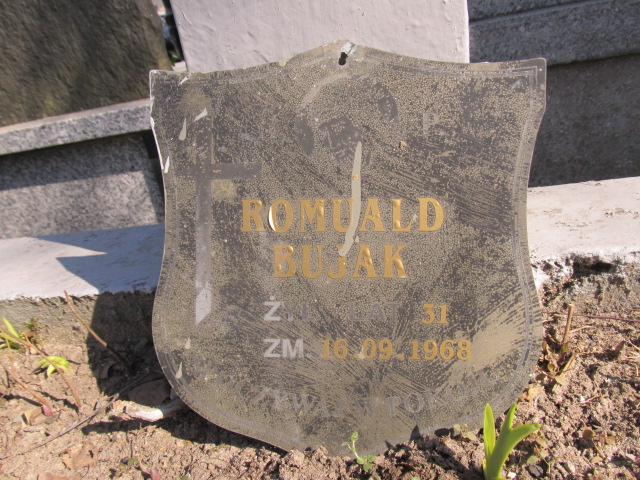 P
ROMUALD
BUJAK
Ż. LAT 31
ZM. 16.09.1968